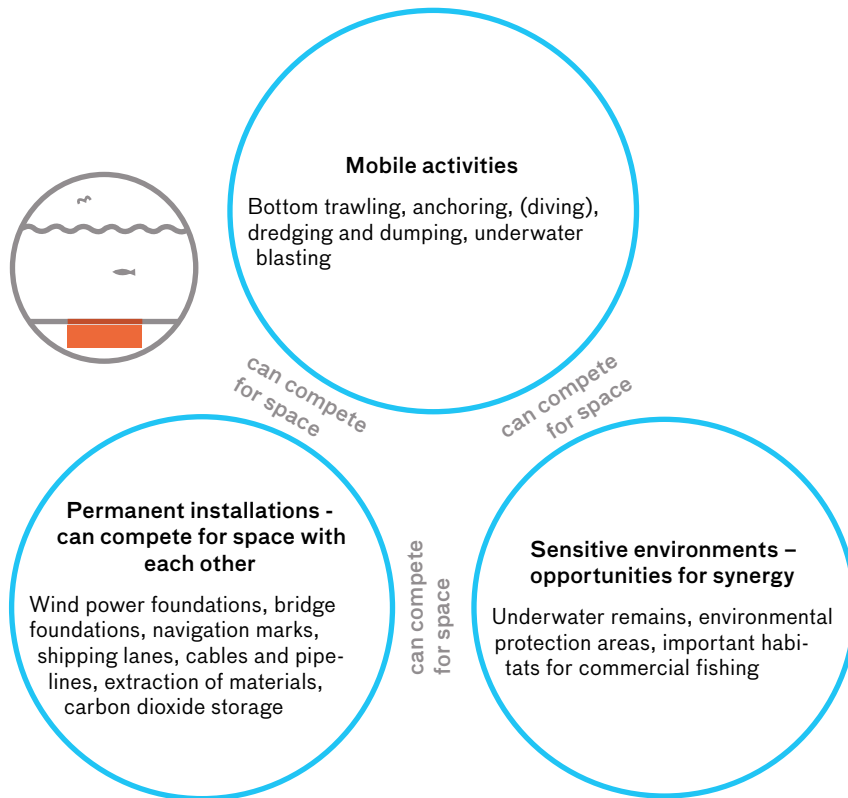 Mobile activities
Bottom trawling, anchoring, (diving),
dredging and dumping, underwater
blasting
can compete
for space
can compete
for space
Permanent installations -
can compete for space with
each other
Wind power foundations, bridge
foundations, navigation marks,
shipping lanes, cables and pipe-
lines, extraction of materials,
carbon dioxide storage
can compete
for space
Sensitive environments –
opportunities for synergy
Underwater remains, environmental
protection areas, important habi-
tats for commercial fishing